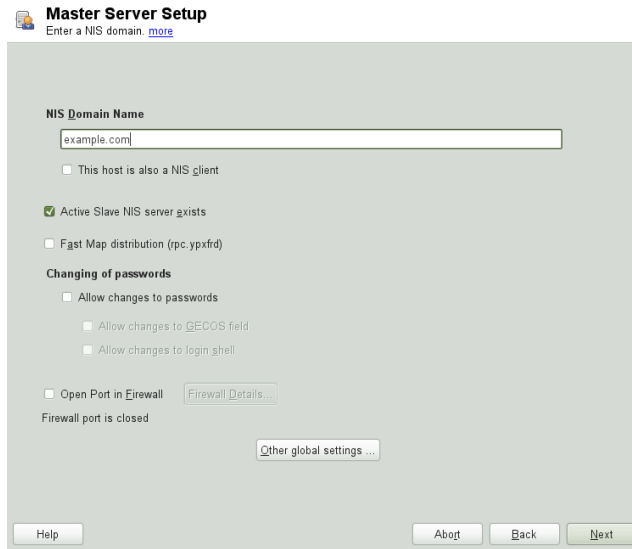 Master Server Setup
Enter a NIS domain. more
NIS Domain Name
example.com
This host is also a NIS client
Active Slave NIS server exists
Fast Map distribution (rpc.ypxfrd)
Changing of passwords
Allow changes to passwords
Allow changes to GECOS field
Allow changes to login shell
Open Port in Firewall Firewall Details...
Firewall port is closed
Other global settings ...
Help Abort Back Next